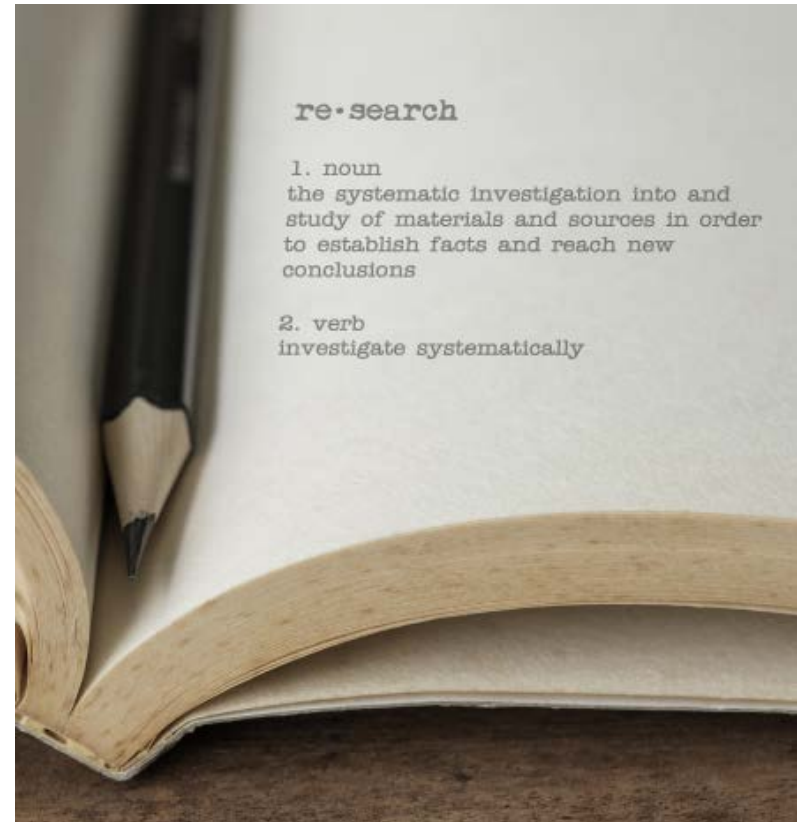 re•search
1. noun
the systematic investigation into and
study of materials and sources in order
to establish facts and reach new
conclusions
2. verb
investigate systematically